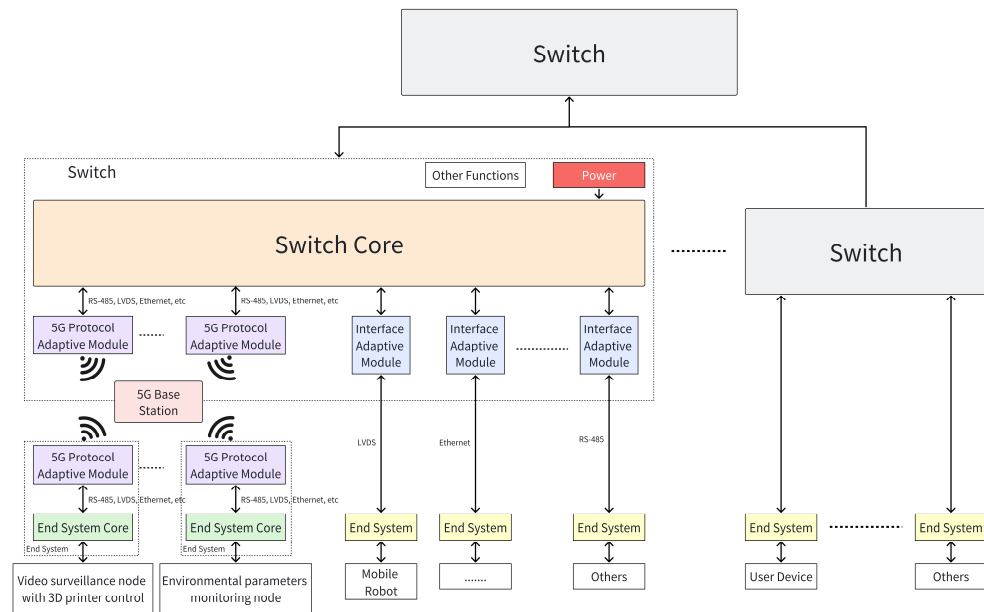 Switch
Switch
Other Functions
Power
Switch Core
Switch
RS-485, LVDS, Ethernet, etc
RS-485, LVDS, Ethernet, etc
5G Protocol
Adaptive Module
5G Protocol
Adaptive Module
Interface
Adaptive
Module
Interface
Adaptive
Module
Interface
Adaptive
Module
5G Base
Station
LVDS
Ethernet
RS-485
5G Protocol
Adaptive Module
5G Protocol
Adaptive Module
RS-485, LVDS, Ethernet, etc
RS-485, LVDS, Ethernet, etc
End System Core
End System Core
End System
End System
End System
End System
End System
End System
End System
Video surveillance node
with 3D printer control
Environmental parameters
monitoring node
Mobile
Robot
.......
Others
User Device
Others